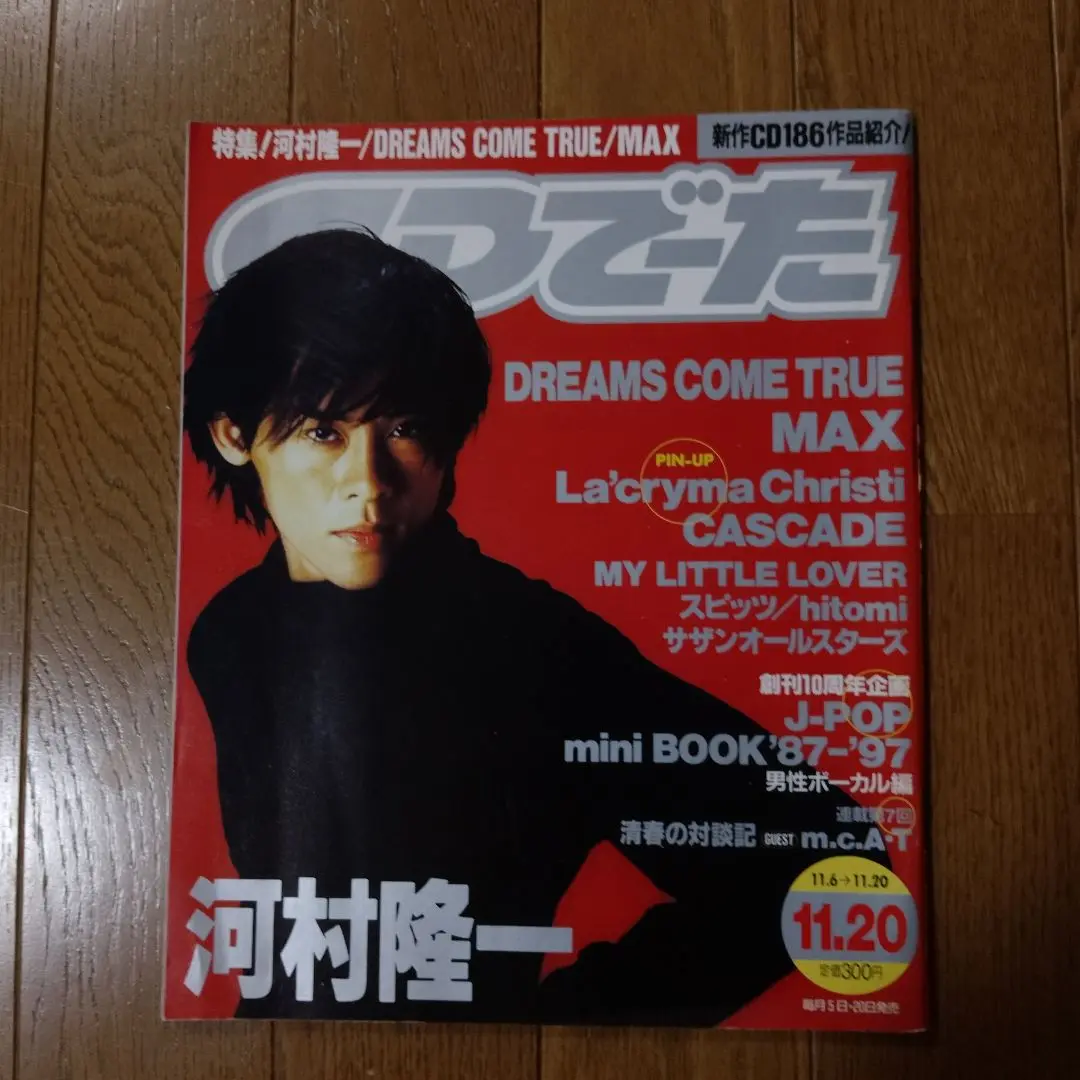 特集!河村隆一/DREAMS COME TRUE/MAX
新作CD186作品紹介!
CDでーた
DREAMS COME TRUE
MAX
PIN-UP
La'cryma Christi
CASCADE
MY LITTLE LOVER
スピッツ/hitomi
サザンオールスターズ
創刊10周年企画
J-POP
mini BOOK'87-'97
男性ボーカル編
連載第7回
清春の対談記 GUEST m.c.A・T
河村隆一
11.6→11.20
11.20
定価300円
毎月5日・20日発売